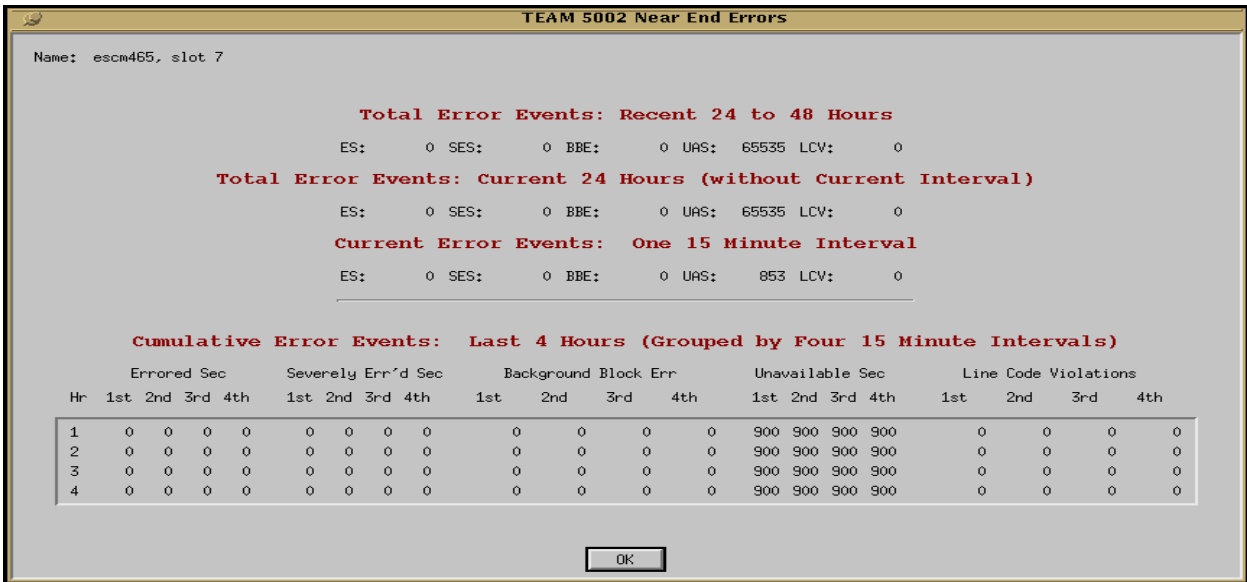 TEAM 5002 Near End Errors
Name: escm465, slot 7
Total Error Events: Recent 24 to 48 Hours
ES: 0 SES: 0 BBE: 0 UAS: 65535 LCV: 0
Total Error Events: Current 24 Hours (without Current Interval)
ES: 0 SES: 0 BBE: 0 UAS: 65535 LCV: 0
Current Error Events: One 15 Minute Interval
ES: 0 SES: 0 BBE: 0 UAS: 853 LCV: 0
Cumulative Error Events: Last 4 Hours (Grouped by Four 15 Minute Intervals)
Errored Sec Severely Err'd Sec Background Block Err Unavailable Sec Line Code Violations
Hr 1st 2nd 3rd 4th 1st 2nd 3rd 4th 1st 2nd 3rd 4th 1st 2nd 3rd 4th 1st 2nd 3rd 4th
1 0 0 0 0 0 0 0 0 0 0 0 0 900 900 900 900 0 0 0 0
2 0 0 0 0 0 0 0 0 0 0 0 0 900 900 900 900 0 0 0 0
3 0 0 0 0 0 0 0 0 0 0 0 0 900 900 900 900 0 0 0 0
4 0 0 0 0 0 0 0 0 0 0 0 0 900 900 900 900 0 0 0 0
OK